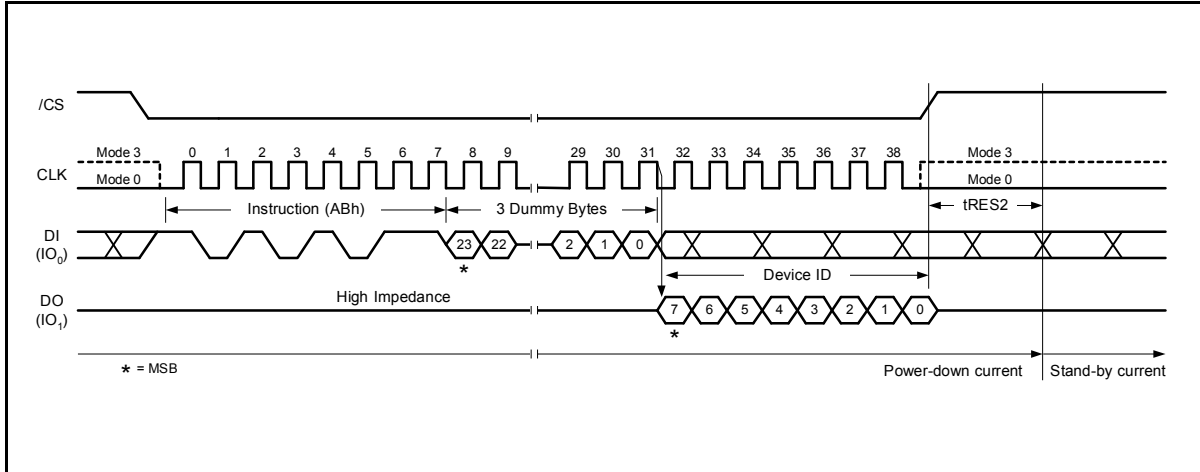 /CS
0 1 2 3 4 5 6 7 8 9 29 30 31 32 33 34 35 36 37 38
Mode 3 Mode 3
CLK
Mode 0 Mode 0
Instruction (ABh) 3 Dummy Bytes tRES2
DI
(IO0)
23 22 2 1 0
*
Device ID
High Impedance
DO
(IO1)
7 6 5 4 3 2 1 0
*
* = MSB
Power-down current Stand-by current